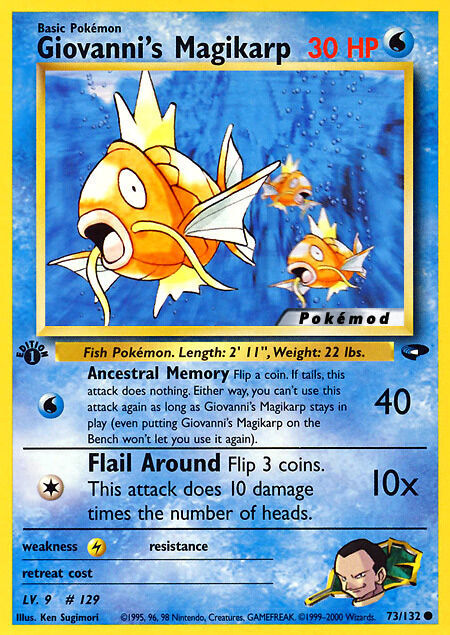 Basic Pokémon
Giovanni's Magikarp 30 HP
Pokémod
EDITION
1
Fish Pokémon. Length: 2' 11", Weight: 22 lbs.
Ancestral Memory Flip a coin. If tails, this
attack does nothing. Either way, you can't use this
attack again as long as Giovanni's Magikarp stays in
play (even putting Giovanni's Magikarp on the
Bench won't let you use it again).
40
Flail Around Flip 3 coins.
This attack does 10 damage
times the number of heads.
10x
weakness resistance
retreat cost
LV. 9 # 129
Illus. Ken Sugimori ©1995, 96, 98 Nintendo, Creatures, GAMEFREAK. ©1999-2000 Wizards. 73/132